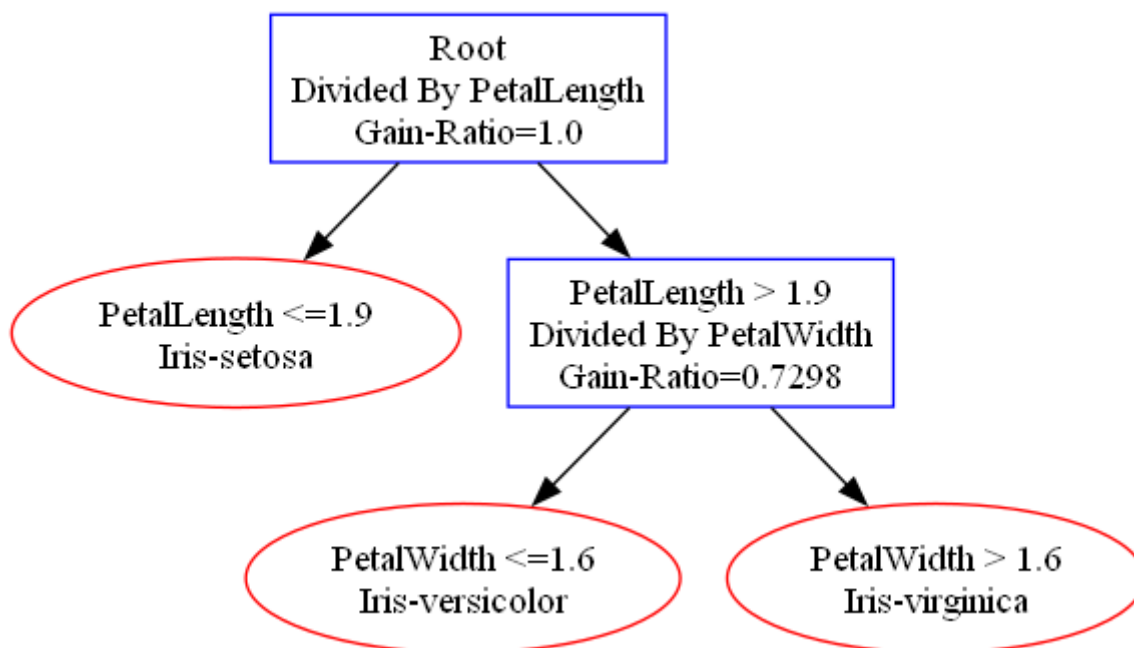 Root
Divided By PetalLength
Gain-Ratio=1.0
PetalLength <=1.9
Iris-setosa
PetalLength > 1.9
Divided By PetalWidth
Gain-Ratio=0.7298
PetalWidth <=1.6
Iris-versicolor
PetalWidth > 1.6
Iris-virginica